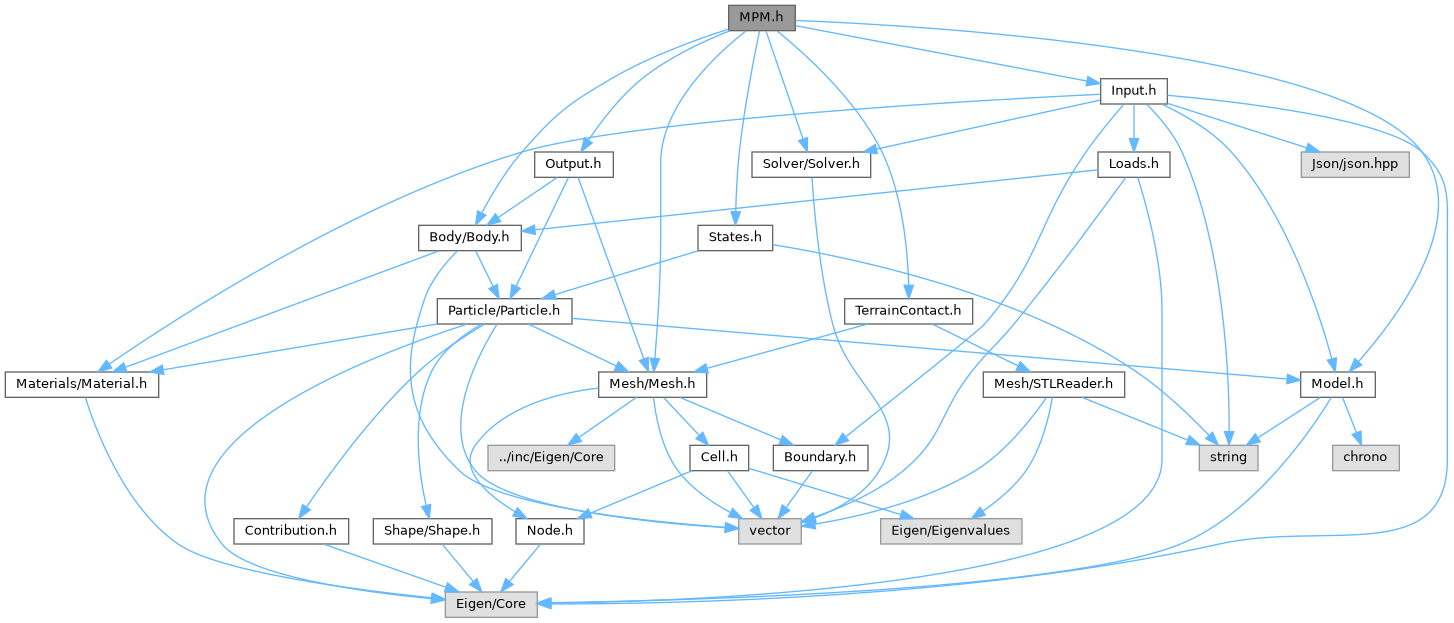 MPM.h
Input.h
Output.h
Solver/Solver.h
Loads.h
Json/json.hpp
Body/Body.h
States.h
Particle/Particle.h
TerrainContact.h
Materials/Material.h
Mesh/Mesh.h
Mesh/STLReader.h
Model.h
../inc/Eigen/Core
Cell.h
Boundary.h
string
chrono
Contribution.h
Shape/Shape.h
Node.h
vector
Eigen/Eigenvalues
Eigen/Core